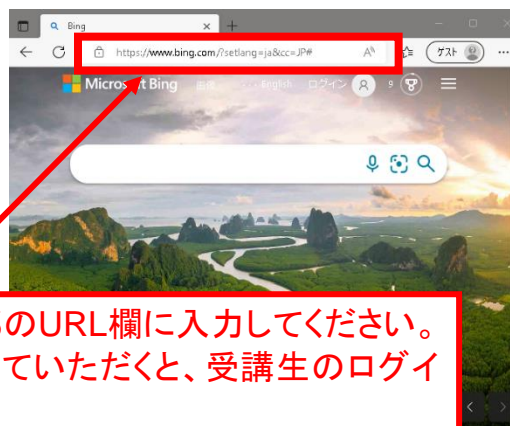 Bing
https://www.bing.com/?setlang=ja&cc=JP#
ゲスト
Microsoft Bing
English
ログイン
9
のURL欄に入力してください。
ていただくと、受講生のログイ